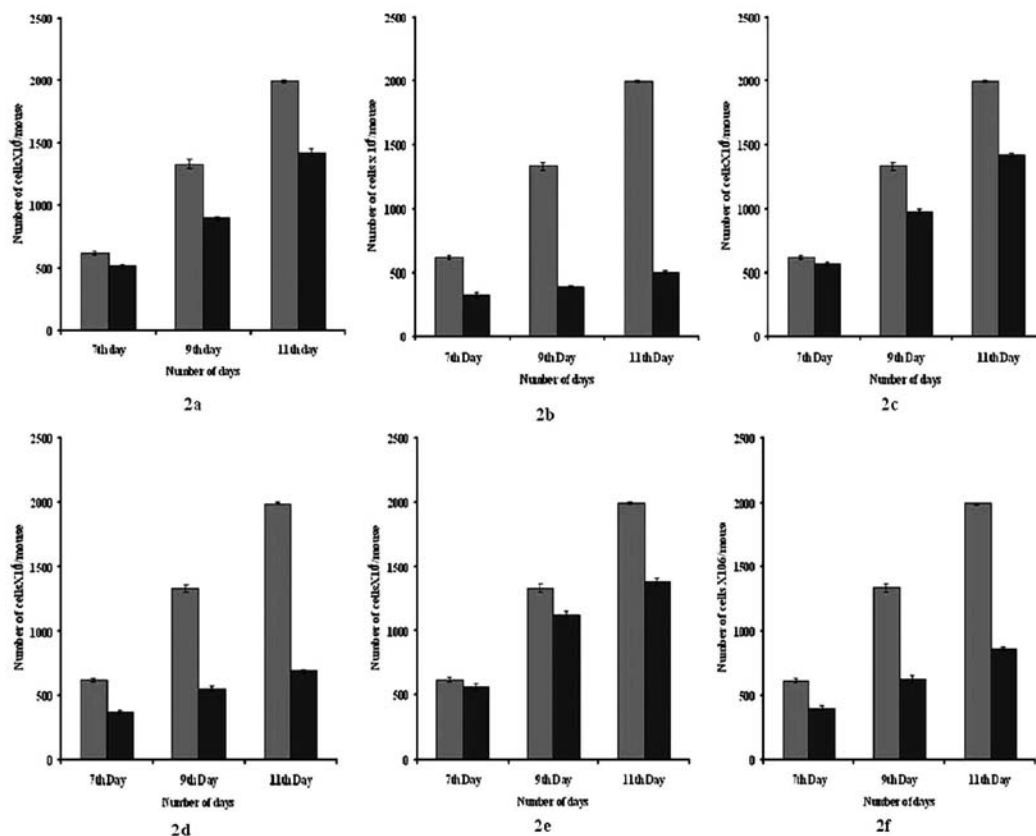 2500
2000
1500
1000
500
0
Number of cellsX10⁶/mouse
7th day 9th day 11th day
Number of days
2a
2500
2000
1500
1000
500
0
Number of cells x 10⁶/mouse
7th Day 9th Day 11th Day
Number of days
2b
2500
2000
1500
1000
500
0
Number of cellsX10⁶/mouse
7th Day 9th Day 11th Day
Number of days
2c
2500
2000
1500
1000
500
0
Number of cellsX10⁶/mouse
7th Day 9th Day 11th Day
Number of days
2d
2500
2000
1500
1000
500
0
Number of cellsX10⁶/mouse
7th Day 9th Day 11th Day
Number of days
2e
2500
2000
1500
1000
500
0
Number of cells X106/mouse
7th Day 9th Day 11th Day
Number of days
2f